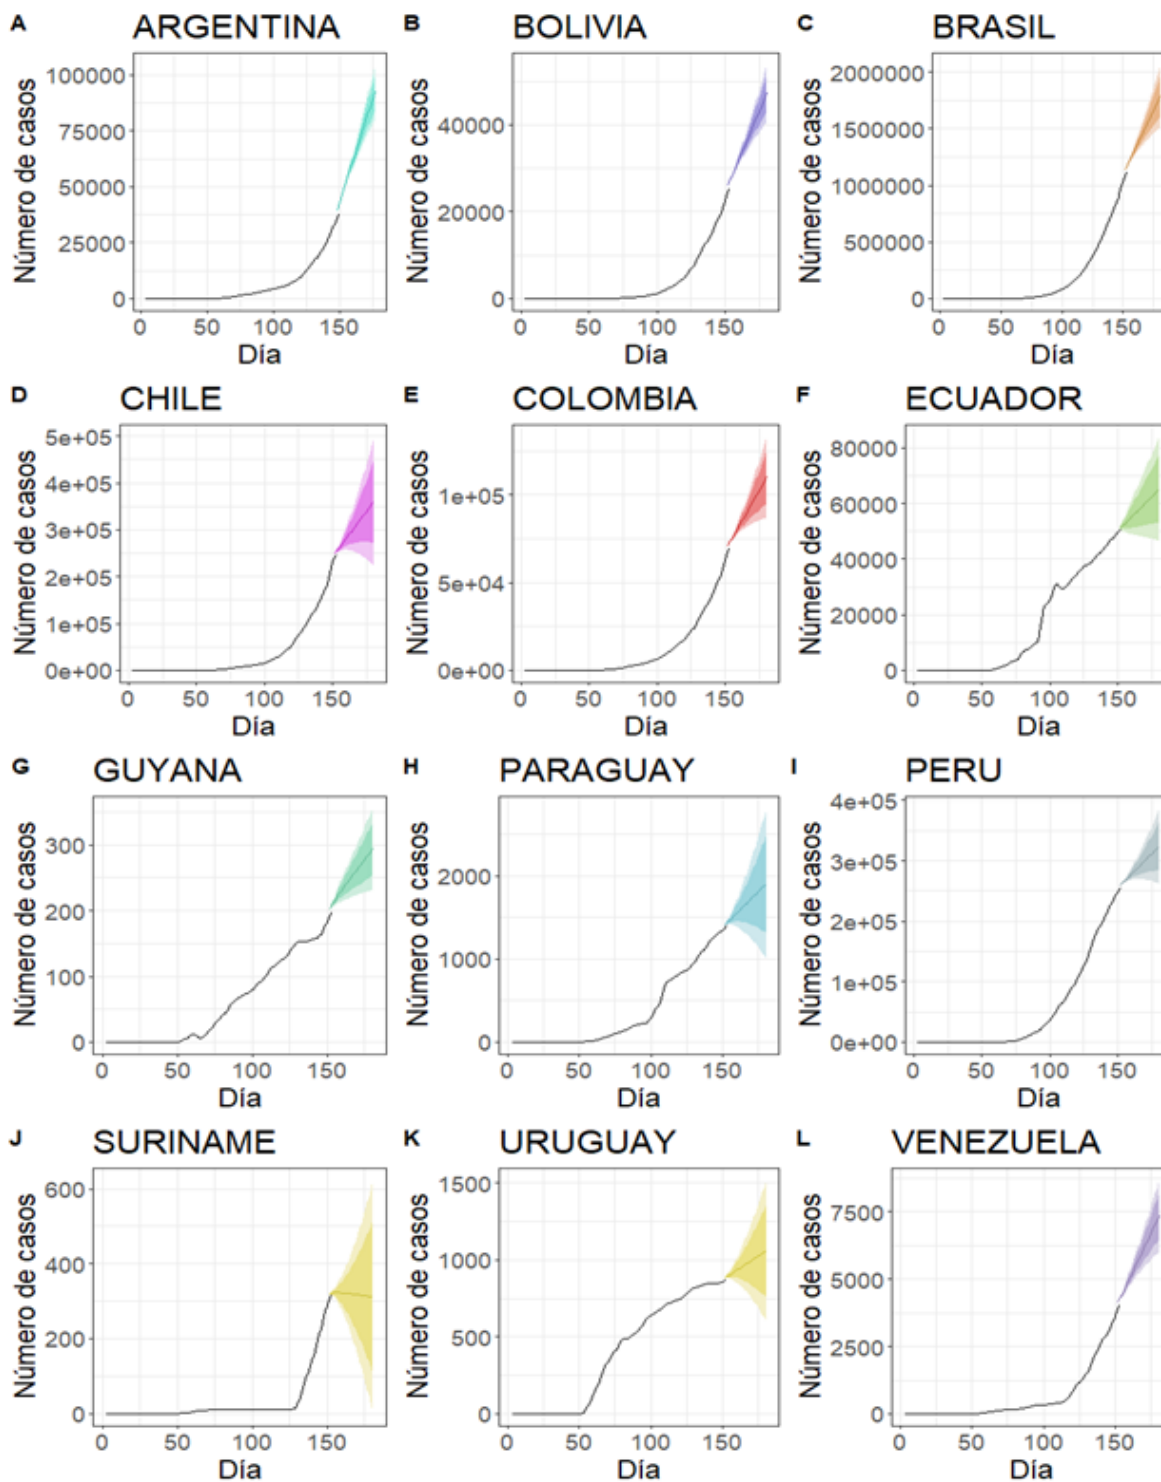 A ARGENTINA
B BOLIVIA
C BRASIL
Número de casos
100000
75000
50000
25000
0
0 50 100 150
Día
Número de casos
40000
20000
0
0 50 100 150
Día
Número de casos
2000000
1500000
1000000
500000
0
0 50 100 150
Día
D CHILE
E COLOMBIA
F ECUADOR
Número de casos
5e+05
4e+05
3e+05
2e+05
1e+05
0e+00
0 50 100 150
Día
Número de casos
1e+05
5e+04
0e+00
0 50 100 150
Día
Número de casos
80000
60000
40000
20000
0
0 50 100 150
Día
G GUYANA
H PARAGUAY
I PERU
Número de casos
300
200
100
0
0 50 100 150
Día
Número de casos
2000
1000
0
0 50 100 150
Día
Número de casos
4e+05
3e+05
2e+05
1e+05
0e+00
0 50 100 150
Día
J SURINAME
K URUGUAY
L VENEZUELA
Número de casos
600
400
200
0
0 50 100 150
Día
Número de casos
1500
1000
500
0
0 50 100 150
Día
Número de casos
7500
5000
2500
0
0 50 100 150
Día